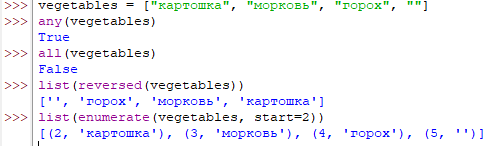 >>> vegetables = ["картошка", "морковь", "горох", ""]
>>> any(vegetables)
True
>>> all(vegetables)
False
>>> list(reversed(vegetables))
['', 'горох', 'морковь', 'картошка']
>>> list(enumerate(vegetables, start=2))
[(2, 'картошка'), (3, 'морковь'), (4, 'горох'), (5, '')]